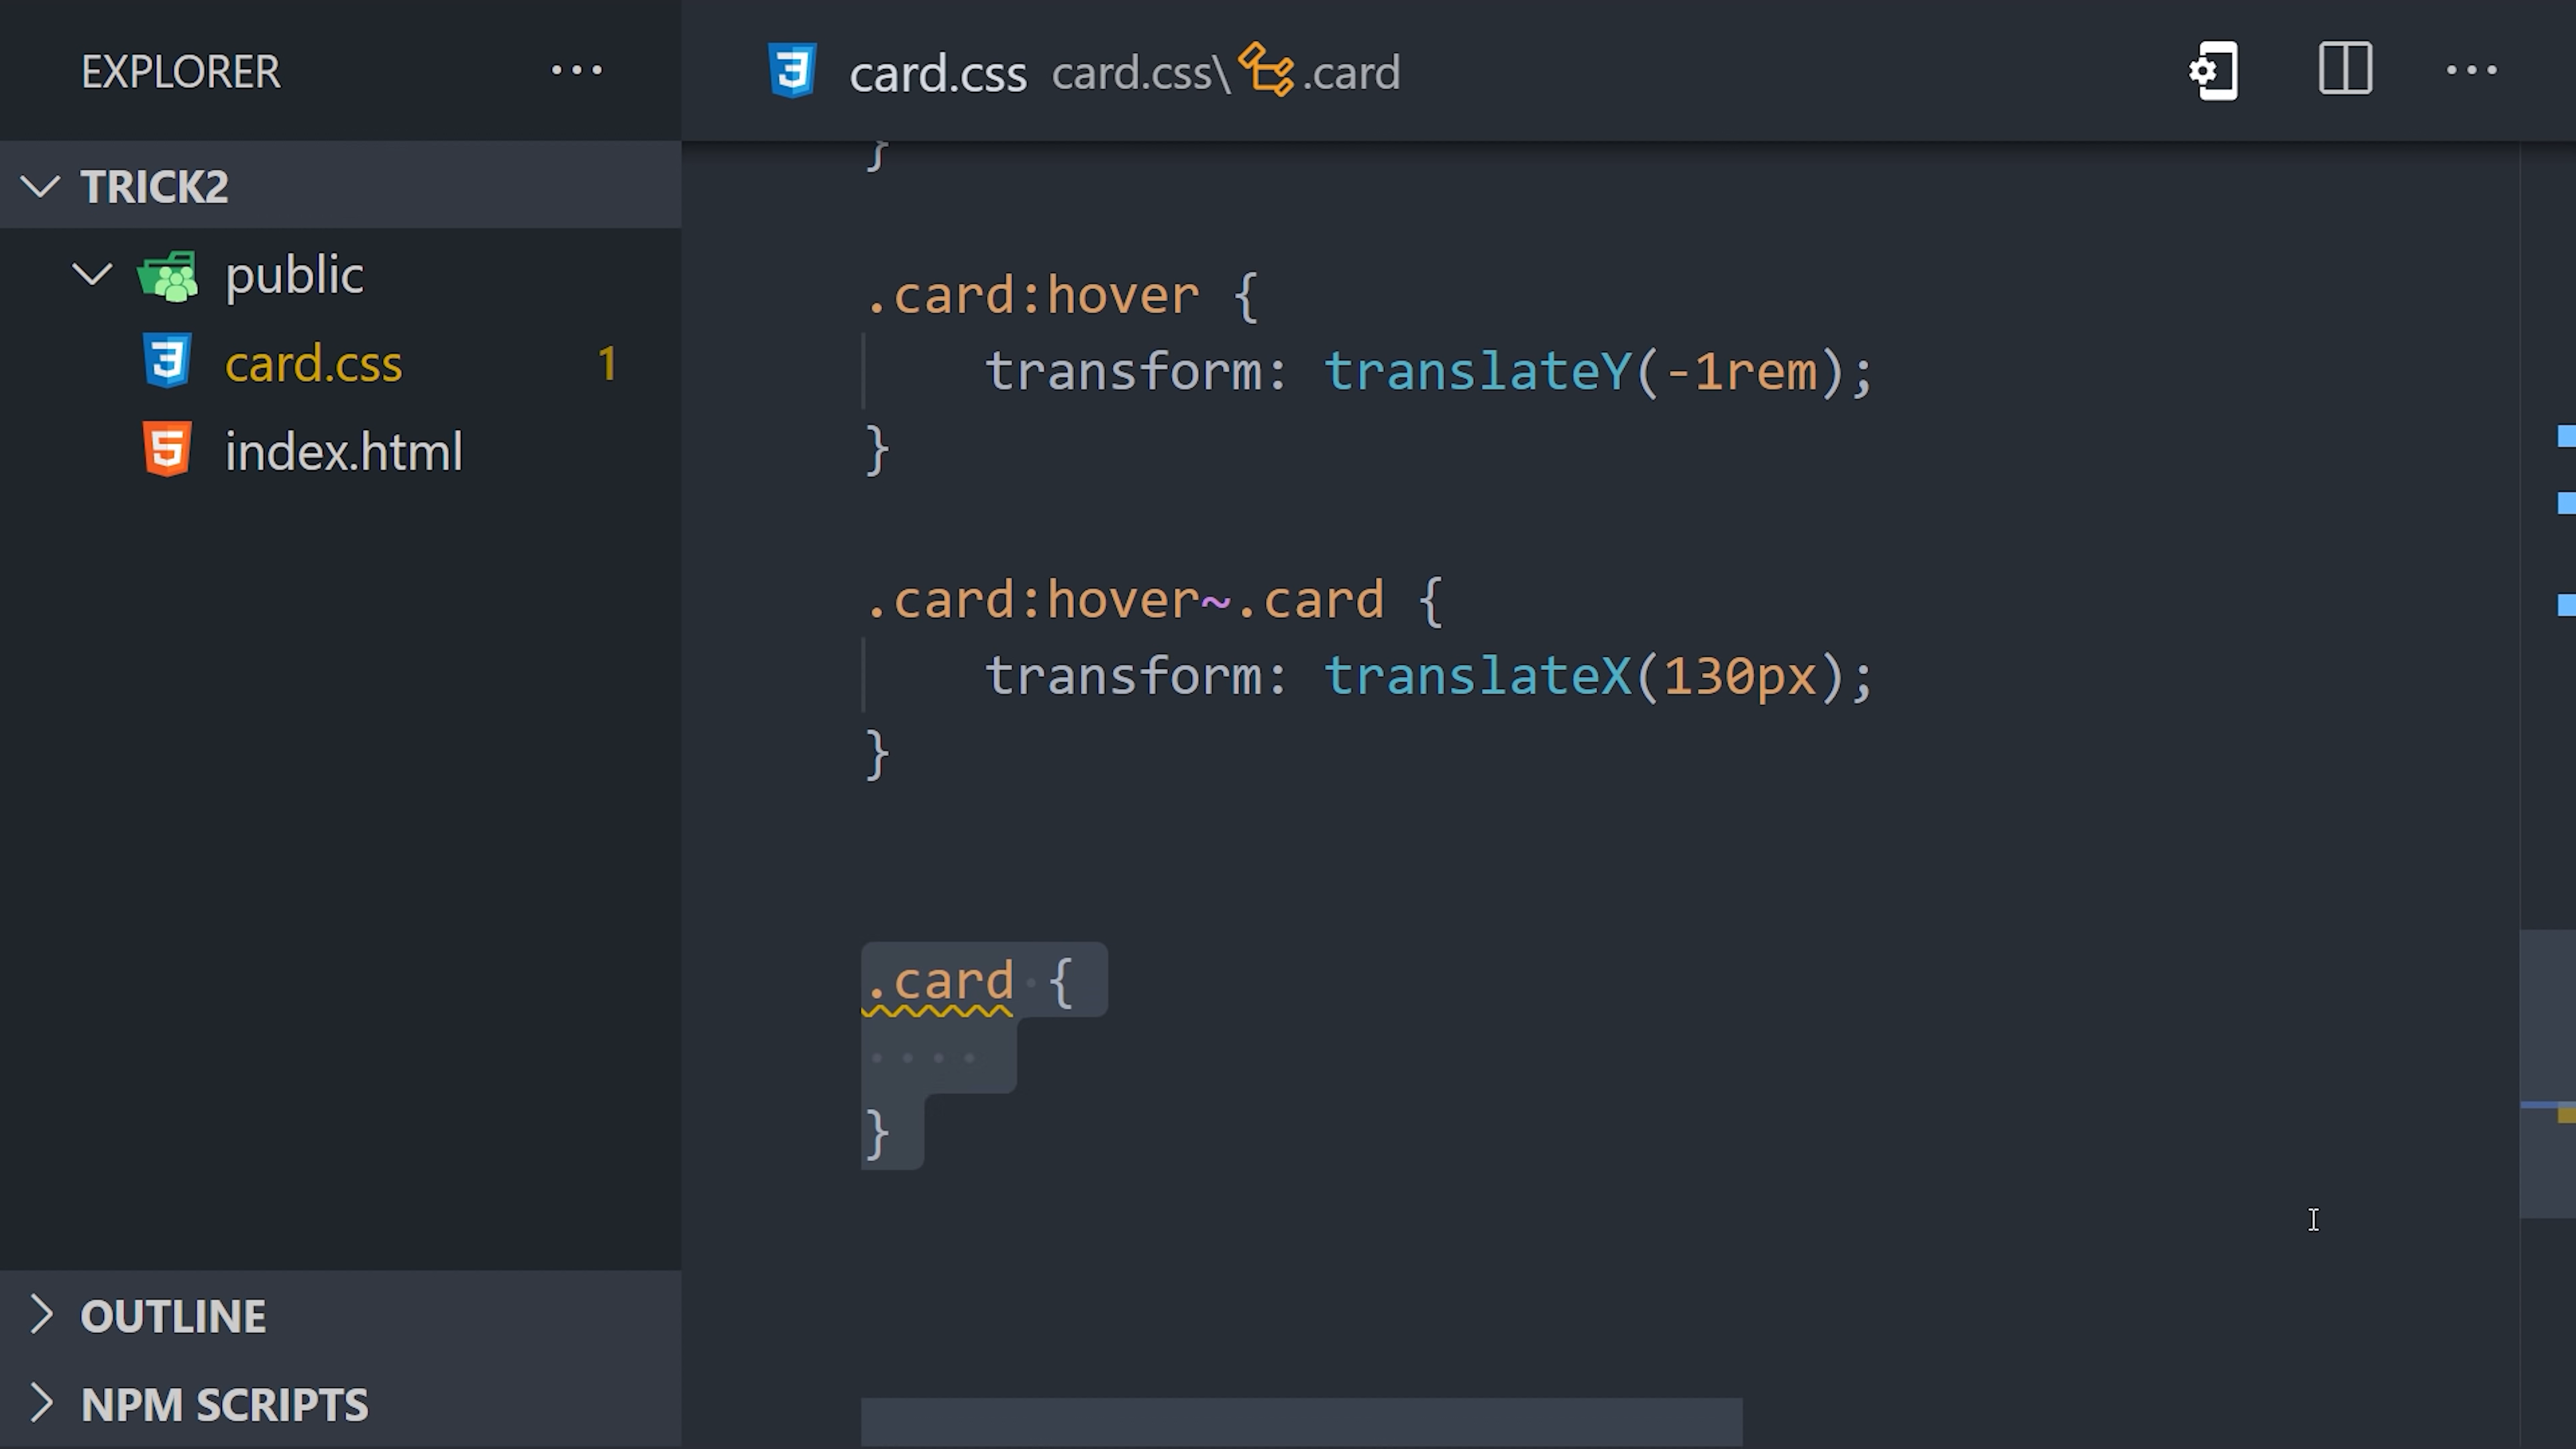 EXPLORER ···
TRICK2
public
card.css 1
index.html
OUTLINE
NPM SCRIPTS
card.css card.css\ .card
}
.card:hover {
transform: translateY(-1rem);
}
.card:hover~.card {
transform: translateX(130px);
}
.card {
}